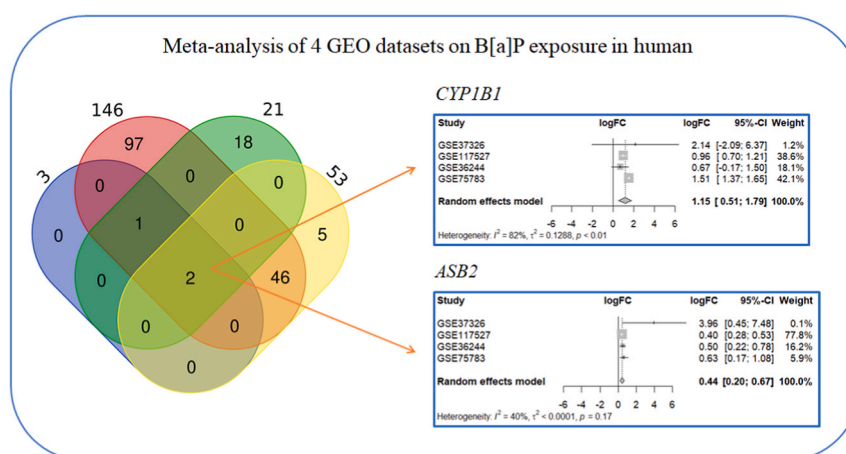 Meta-analysis of 4 GEO datasets on B[a]P exposure in human
146
21
3
53
97
18
0
0
0
0
1
0
5
0
2
46
0
0
0
0
CYP1B1
Study logFC logFC 95%-CI Weight
GSE37326 2.14 [-2.09; 6.37] 1.2%
GSE117527 0.96 [0.70; 1.21] 38.6%
GSE36244 0.67 [-0.17; 1.50] 18.1%
GSE75783 1.51 [1.37; 1.65] 42.1%
Random effects model 1.15 [ 0.51; 1.79] 100.0%
-6 -4 -2 0 2 4 6
Heterogeneity: I² = 82%, τ² = 0.1288, p < 0.01
ASB2
Study logFC logFC 95%-CI Weight
GSE37326 3.96 [0.45; 7.48] 0.1%
GSE117527 0.40 [0.28; 0.53] 77.8%
GSE36244 0.50 [0.22; 0.78] 16.2%
GSE75783 0.63 [0.17; 1.08] 5.9%
Random effects model 0.44 [0.20; 0.67] 100.0%
-6 -4 -2 0 2 4 6
Heterogeneity: I² = 40%, τ² < 0.0001, p = 0.17